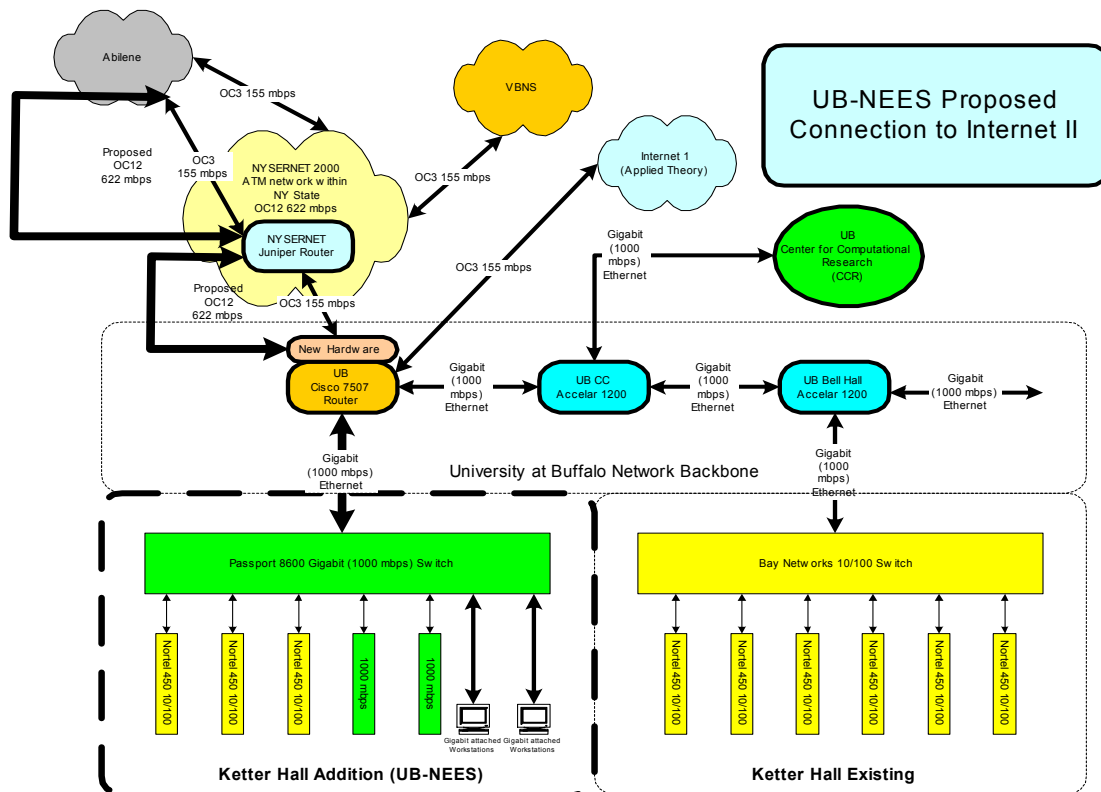 Abilene
OC3 155 mbps
VBNS
UB-NEES Proposed
Connection to Internet II
Proposed
OC12
622 mbps
OC3
155 mbps
NYSERNET 2000
ATM network within
NY State
OC12 622 mbps
OC3 155 mbps
Internet 1
(Applied Theory)
NYSERNET
Juniper Router
Gigabit
(1000
mbps)
Ethernet
UB
Center for Computational
Research
(CCR)
OC3 155 mbps
Proposed
OC12
622 mbps
OC3 155 mbps
New Hardware
UB
Cisco 7507
Router
Gigabit
(1000
mbps)
Ethernet
UB CC
Accelar 1200
Gigabit
(1000
mbps)
Ethernet
UB Bell Hall
Accelar 1200
Gigabit
(1000 mbps)
Ethernet
Gigabit
(1000 mbps)
Ethernet
University at Buffalo Network Backbone
Gigabit
(1000
mbps)
Ethernet
Passport 8600 Gigabit (1000 mbps) Switch
Bay Networks 10/100 Switch
Nortel 450 10/100
Nortel 450 10/100
Nortel 450 10/100
1000 mbps
1000 mbps
Gigabit attached
Workstations
Gigabit attached
Workstations
Nortel 450 10/100
Nortel 450 10/100
Nortel 450 10/100
Nortel 450 10/100
Nortel 450 10/100
Nortel 450 10/100
Ketter Hall Addition (UB-NEES)
Ketter Hall Existing